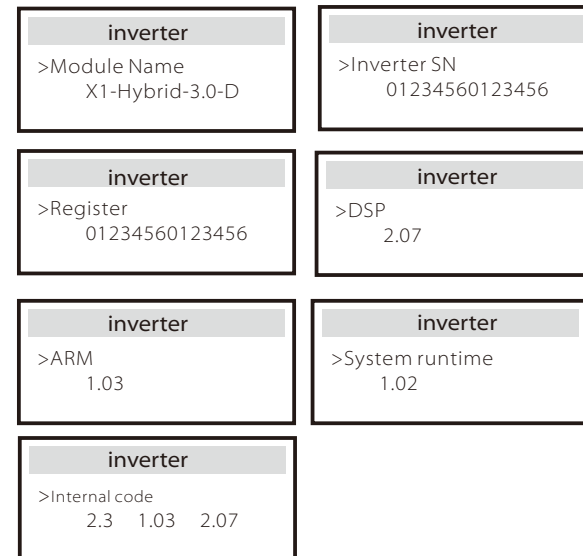 inverter
>Module Name
X1-Hybrid-3.0-D
inverter
>Inverter SN
01234560123456
inverter
>Register
01234560123456
inverter
>DSP
2.07
inverter
>ARM
1.03
inverter
>System runtime
1.02
inverter
>Internal code
2.3 1.03 2.07